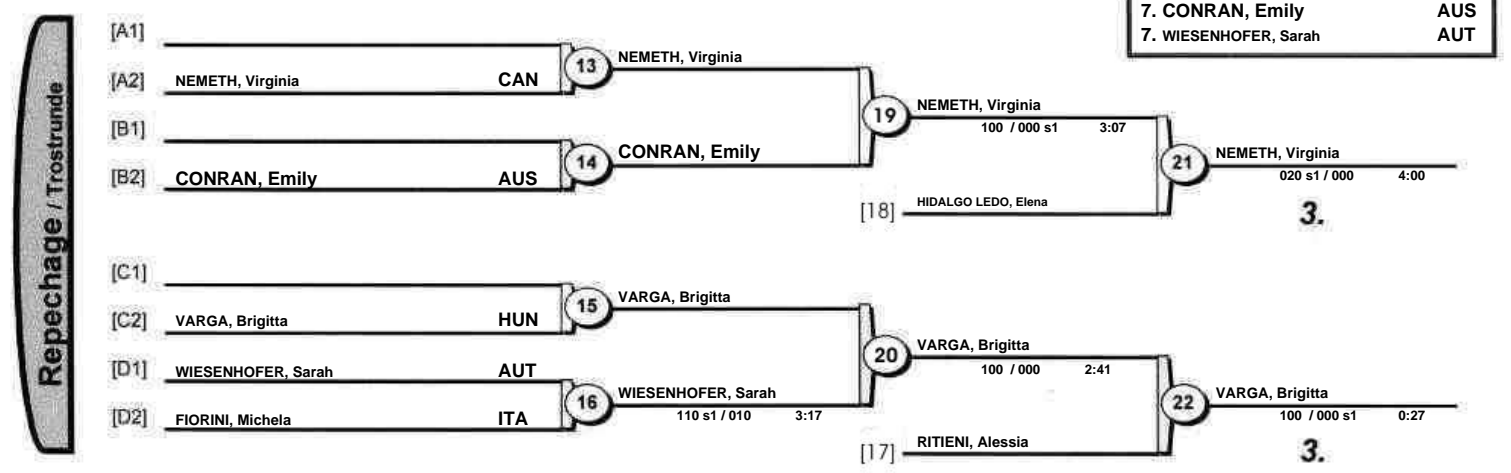 7. CONRAN, Emily AUS
7. WIESENHOFER, Sarah AUT
Repechage / Trostrunde
[A1]
[A2] NEMETH, Virginia CAN
13 NEMETH, Virginia
[B1]
[B2] CONRAN, Emily AUS
14 CONRAN, Emily
19 NEMETH, Virginia
100 / 000 s1 3:07
[18] HIDALGO LEDO, Elena
21 NEMETH, Virginia
020 s1 / 000 4:00
3.
[C1]
[C2] VARGA, Brigitta HUN
15 VARGA, Brigitta
[D1] WIESENHOFER, Sarah AUT
[D2] FIORINI, Michela ITA
16 WIESENHOFER, Sarah
110 s1 / 010 3:17
20 VARGA, Brigitta
100 / 000 2:41
[17] RITIENI, Alessia
22 VARGA, Brigitta
100 / 000 s1 0:27
3.